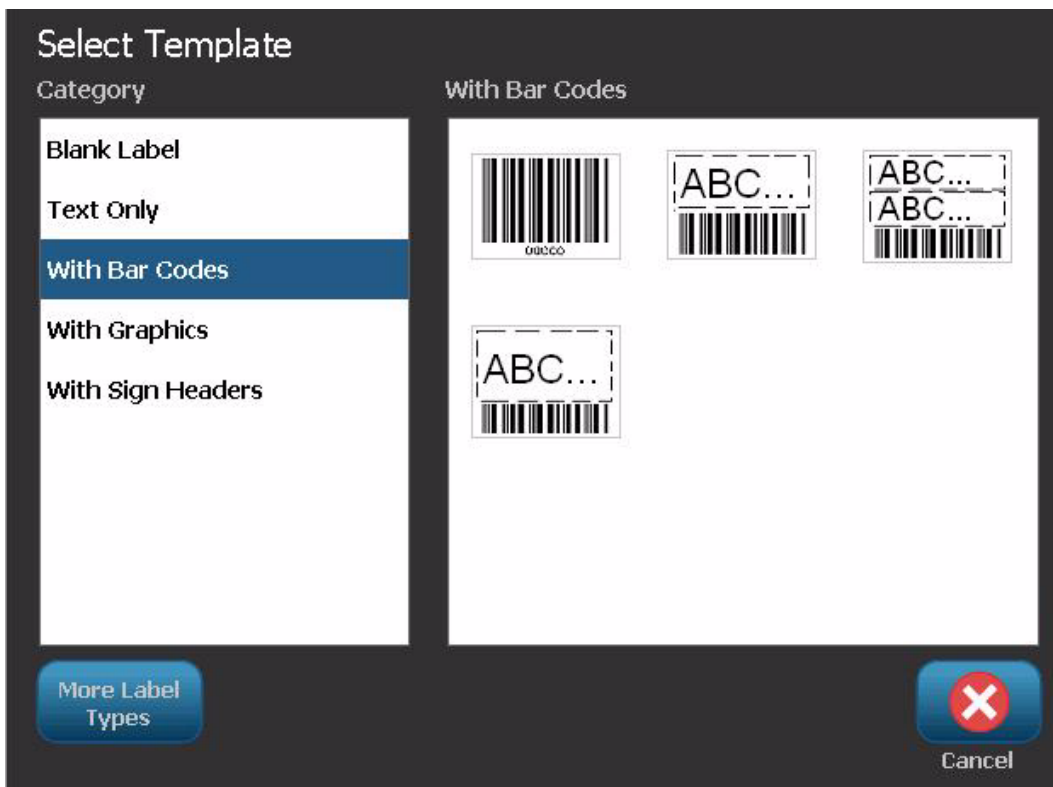 Select Template
Category
With Bar Codes
Blank Label
Text Only
With Bar Codes
With Graphics
With Sign Headers
ABC...
ABC...
ABC...
ABC...
More Label
Types
Cancel